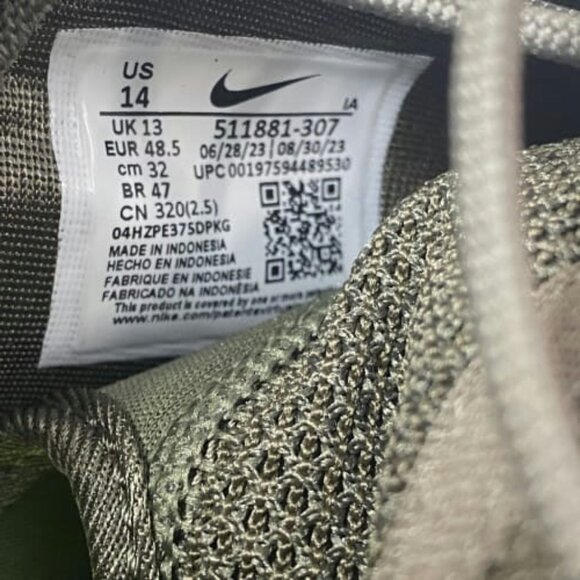 US
14
IA
UK 13 511881-307
EUR 48.5 06/28/23 | 08/30/23
cm 32 UPC 00197594489530
BR 47
CN 320(2.5)
04HZPE375DPKG
MADE IN INDONESIA
HECHO EN INDONESIA
FABRIQUE EN INDONESIE
FABRICADO NA INDONÉSIA
This product is covered by one or more
www.nike.com/patents